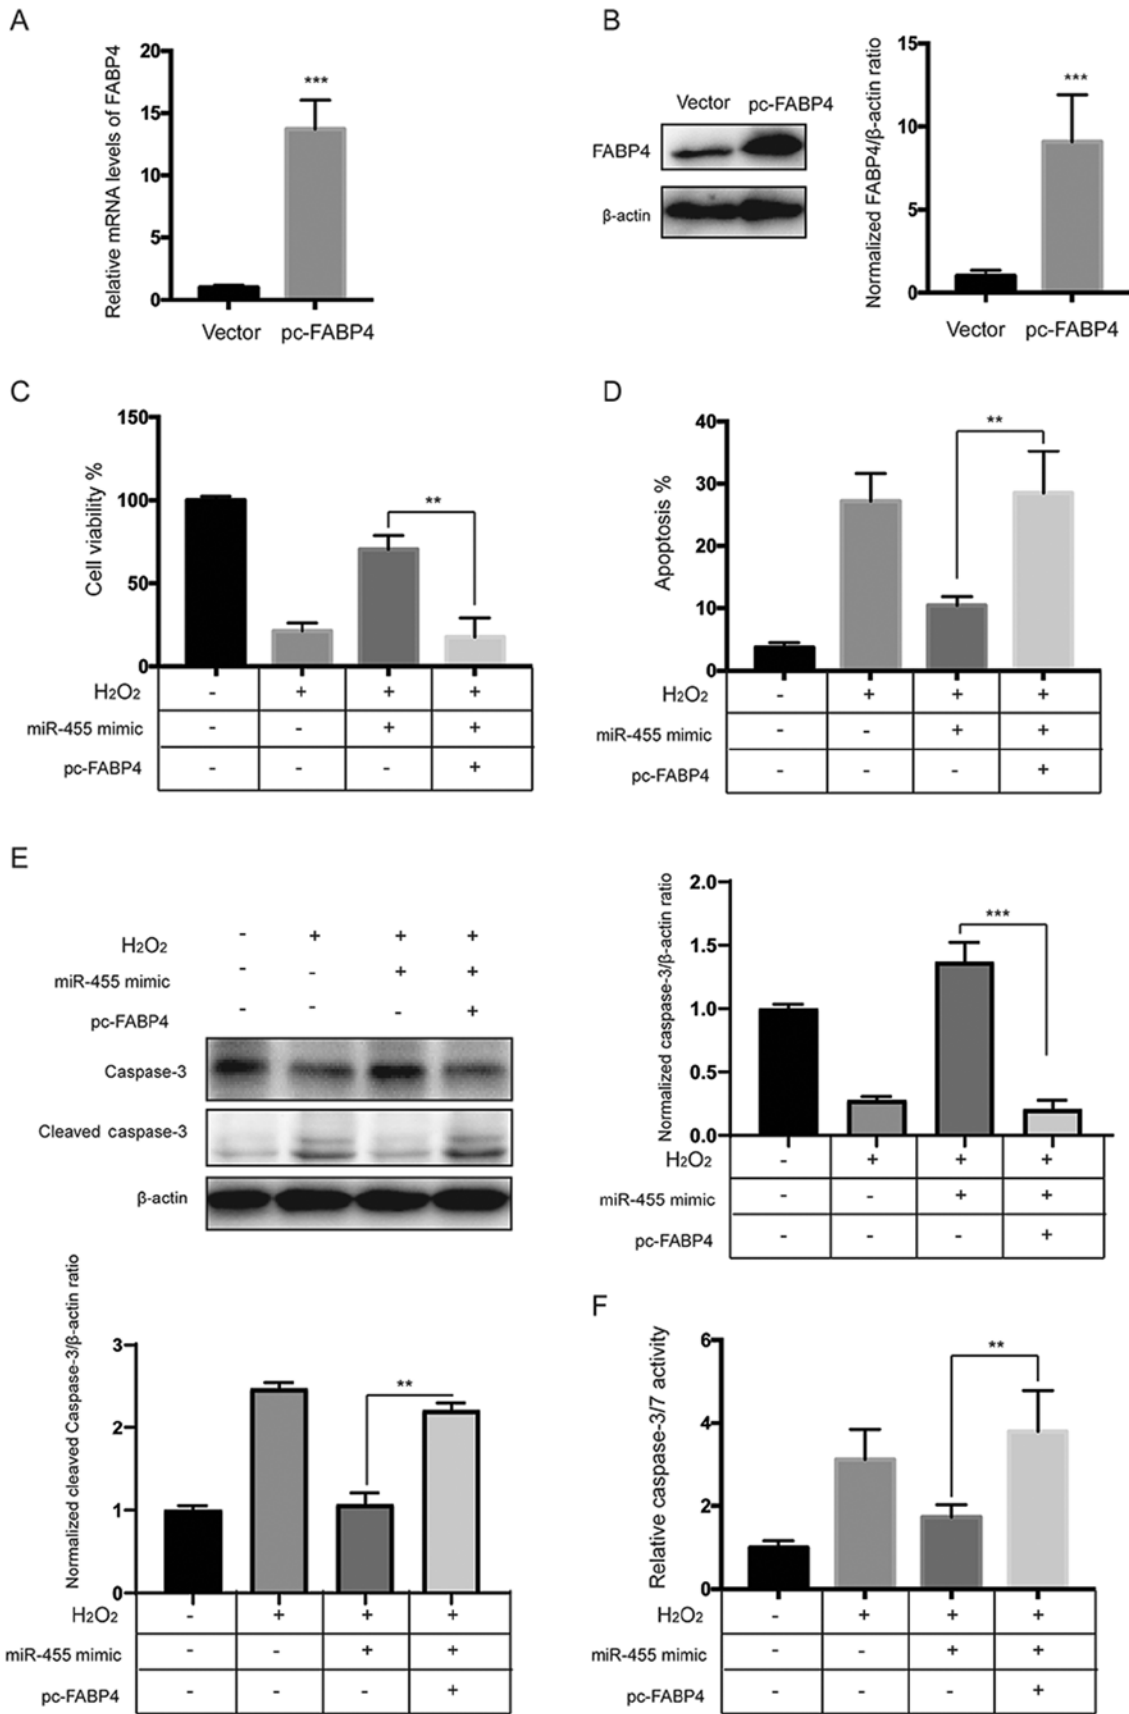 A
Relative mRNA levels of FABP4
20
15
10
5
0
***
Vector pc-FABP4
B
Vector pc-FABP4
FABP4
β-actin
Normalized FABP4/β-actin ratio
15
10
5
0
***
Vector pc-FABP4
C
Cell viability %
150
100
50
0
**
H2O2 - + + +
miR-455 mimic - - + +
pc-FABP4 - - - +
D
Apoptosis %
40
30
20
10
0
**
H2O2 - + + +
miR-455 mimic - - + +
pc-FABP4 - - - +
E
H2O2 - + + +
miR-455 mimic - - + +
pc-FABP4 - - - +
Caspase-3
Cleaved caspase-3
β-actin
Normalized caspase-3/β-actin ratio
2.0
1.5
1.0
0.5
0.0
***
H2O2 - + + +
miR-455 mimic - - + +
pc-FABP4 - - - +
Normalized cleaved Caspase-3/β-actin ratio
3
2
1
0
**
H2O2 - + + +
miR-455 mimic - - + +
pc-FABP4 - - - +
F
Relative caspase-3/7 activity
6
4
2
0
**
H2O2 - + + +
miR-455 mimic - - + +
pc-FABP4 - - - +